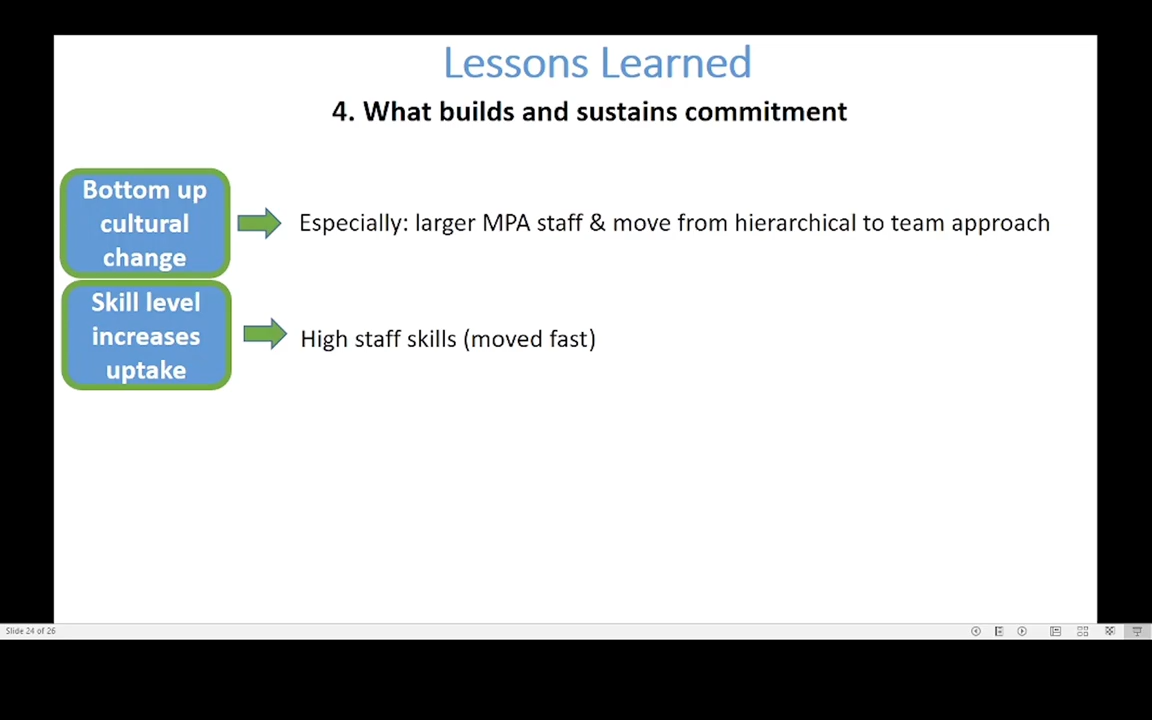 Lessons Learned
4. What builds and sustains commitment
Bottom up
cultural
change
Especially: larger MPA staff & move from hierarchical to team approach
Skill level
increases
uptake
High staff skills (moved fast)
Slide 24 of 26